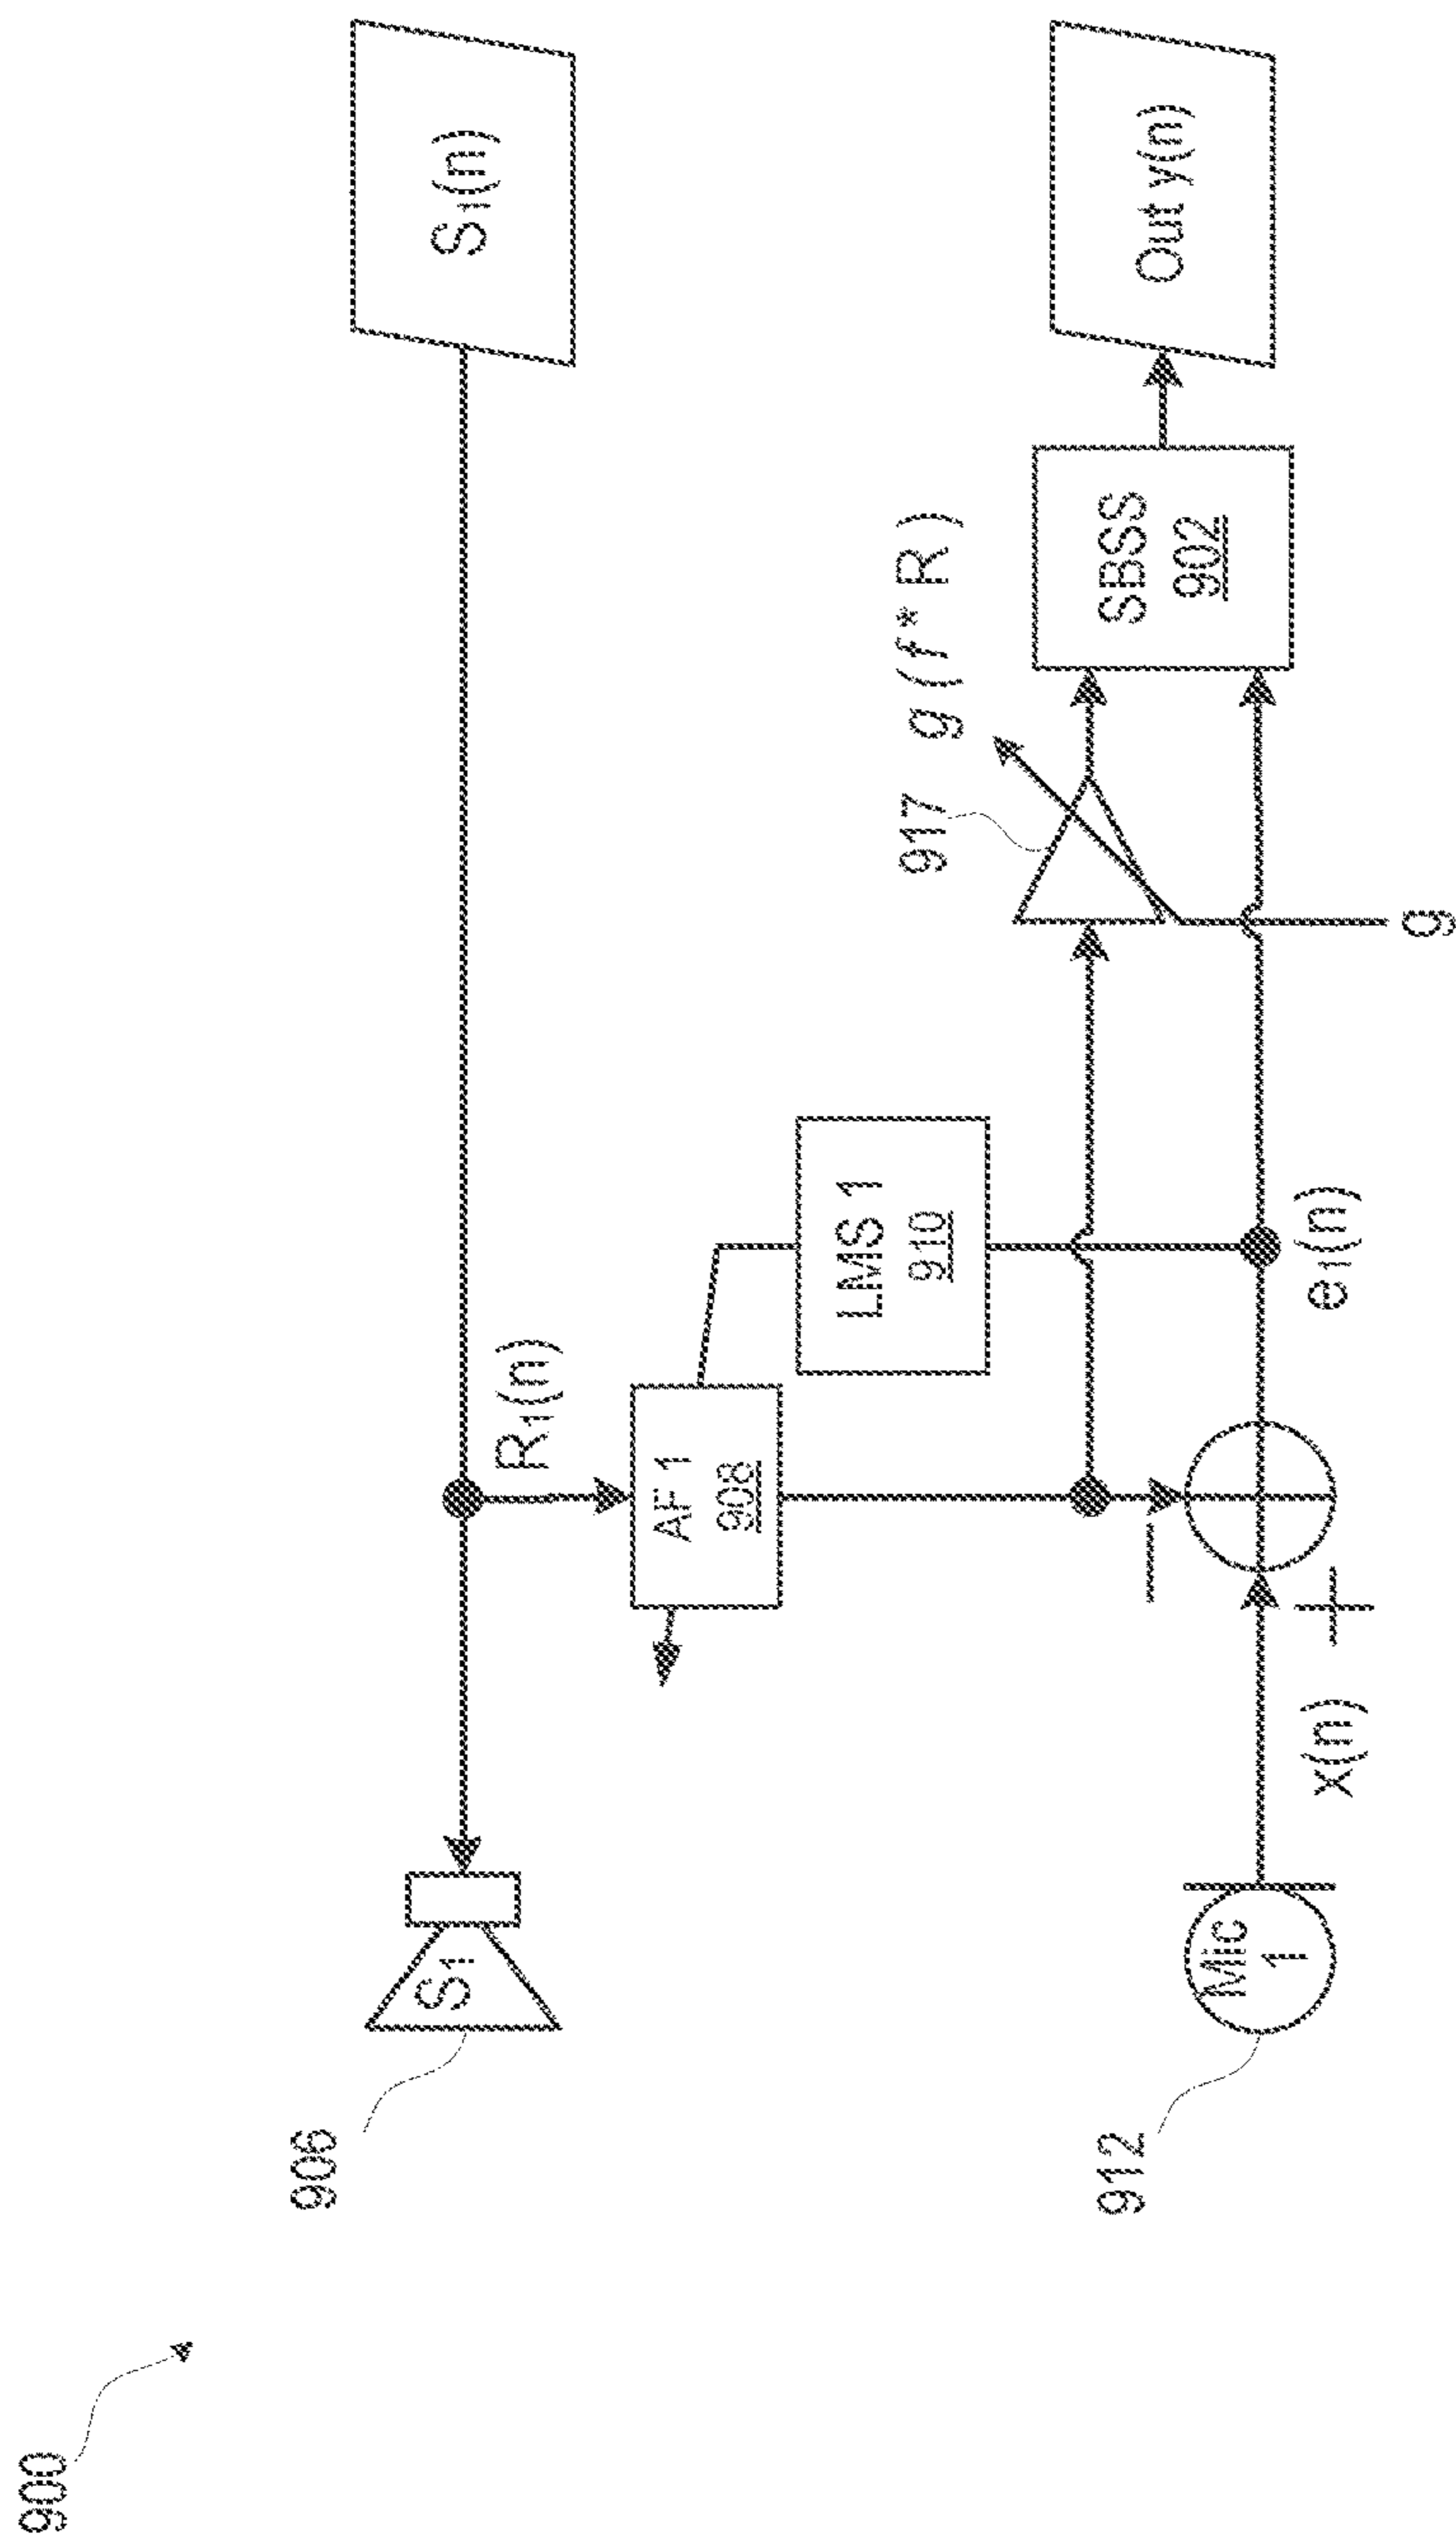 900
906
S₁
S₁(n)
R₁(n)
AF 1
908
LMS 1
910
917
g ( f * R )
SBSS
902
Out y(n)
912
Mic
1
x(n)
+
−
e₁(n)
g